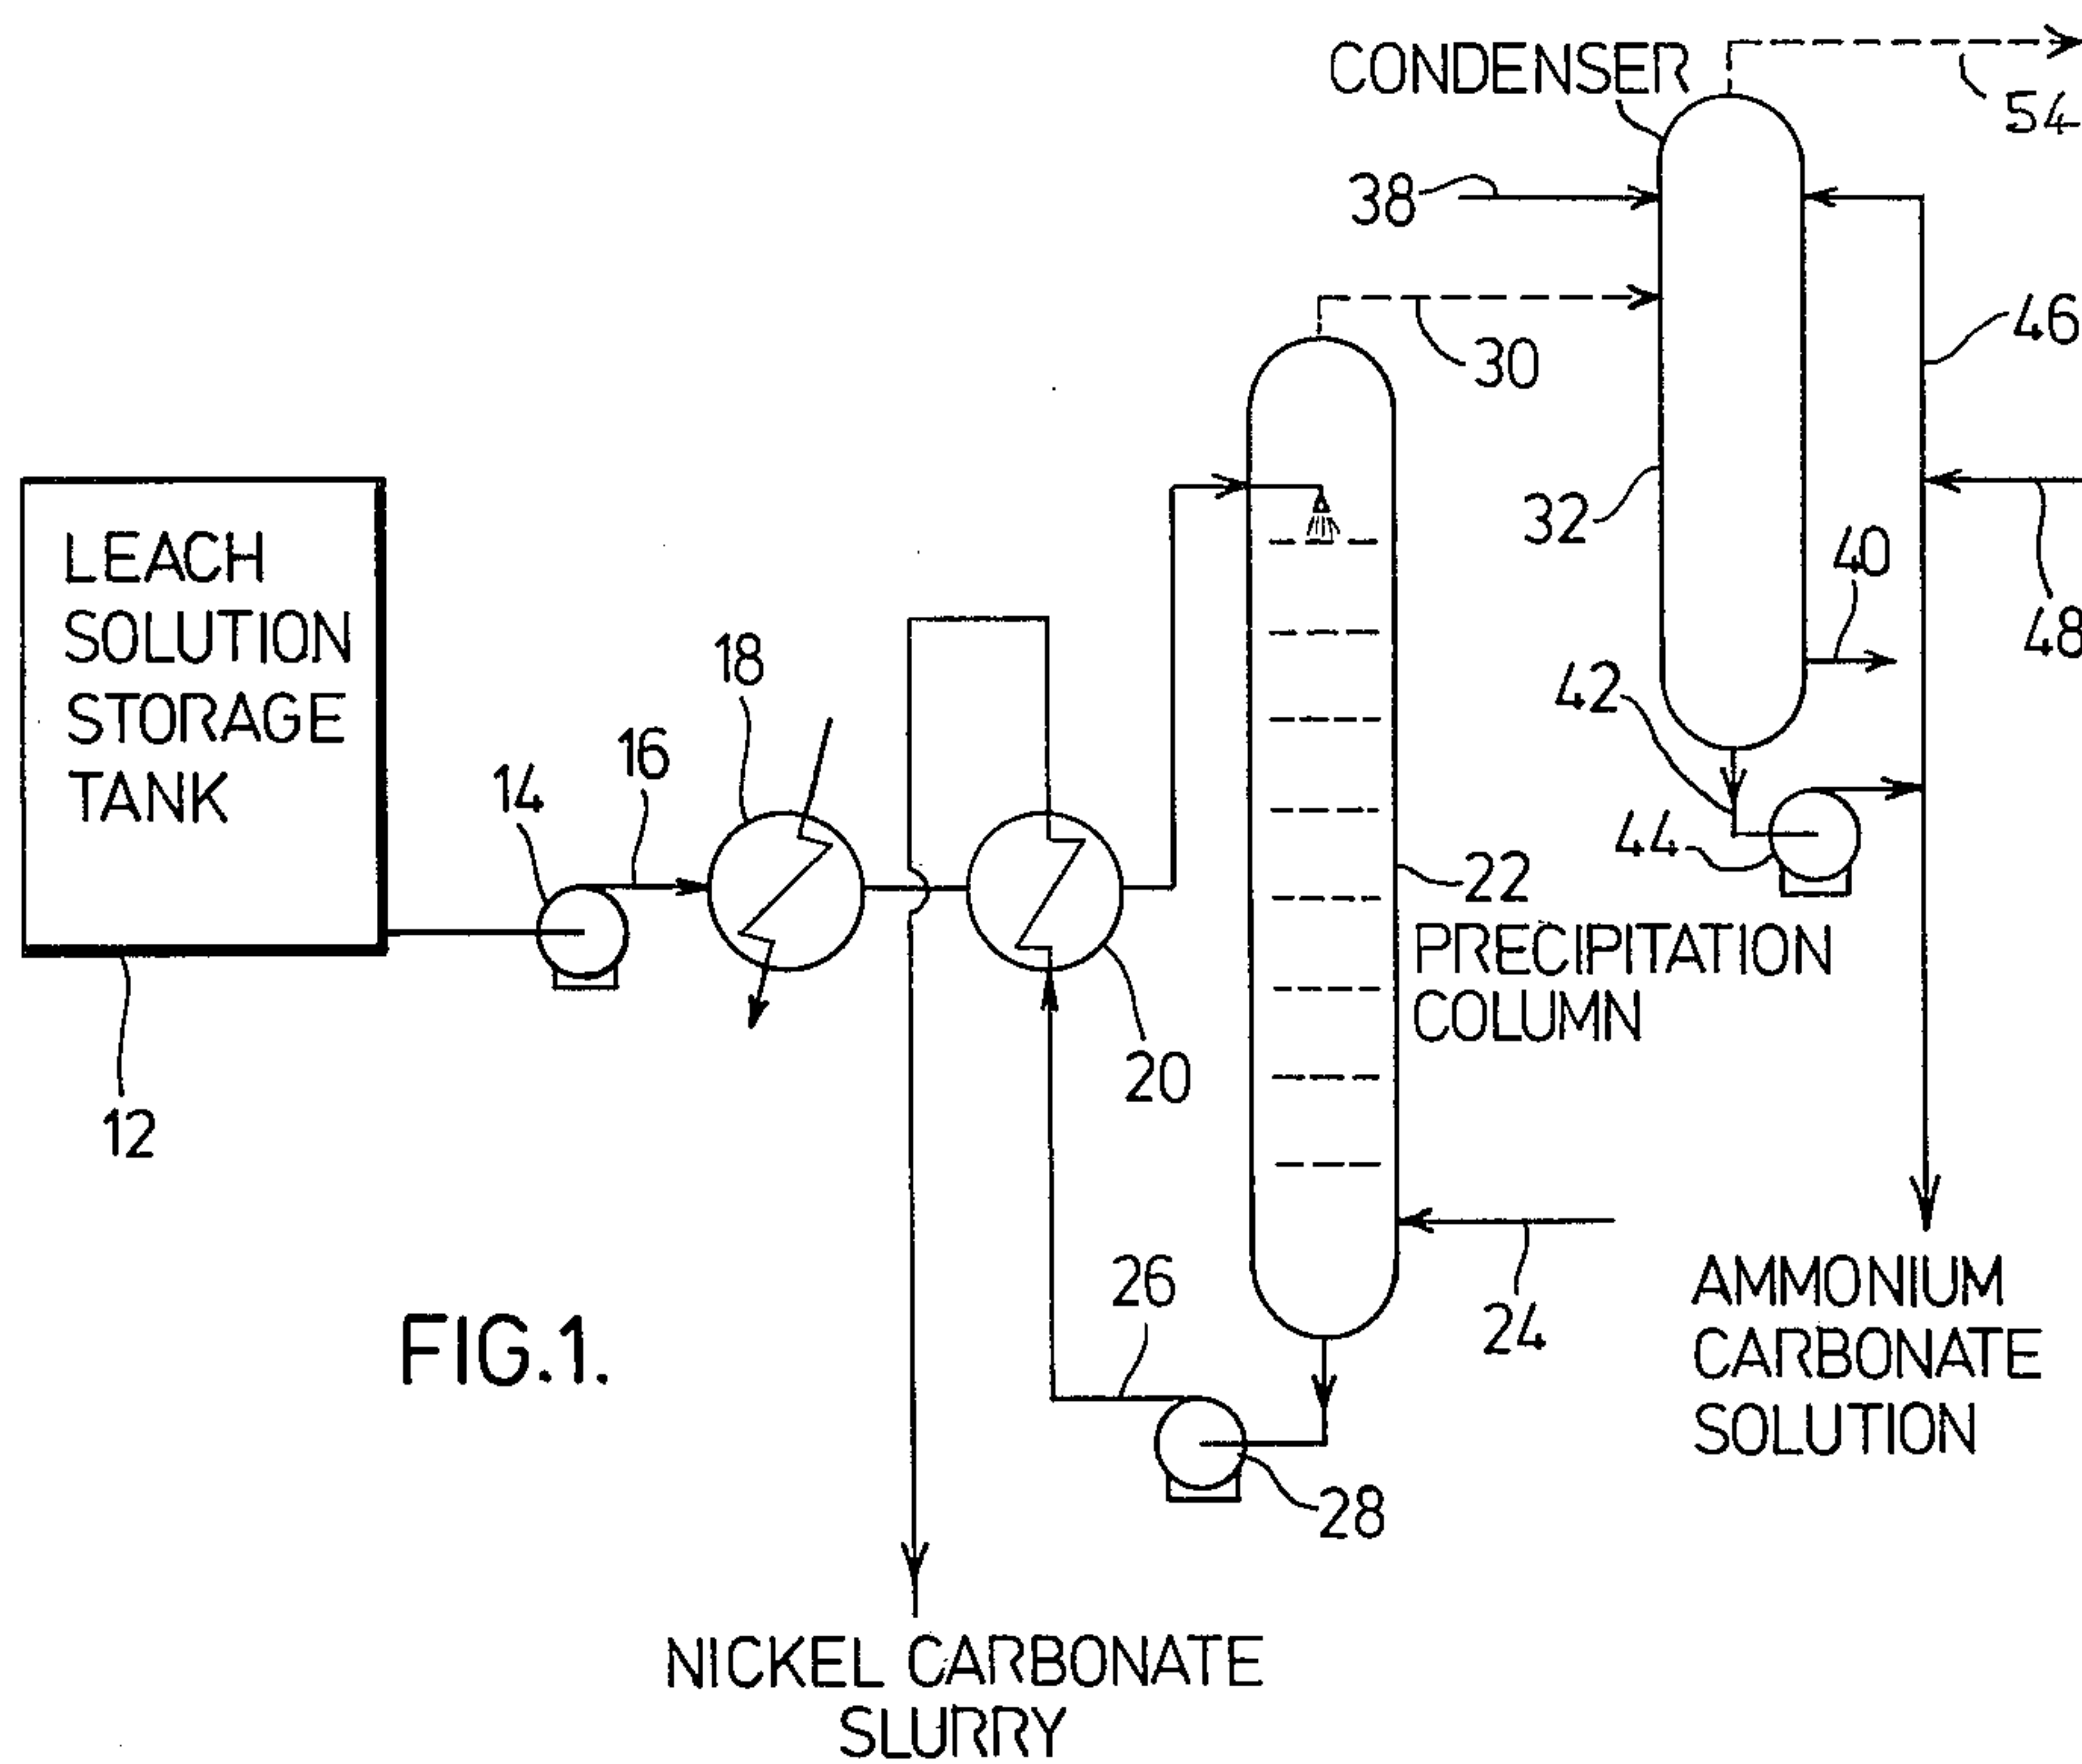 CONDENSER
54
38
46
30
32
40
48
LEACH
SOLUTION
STORAGE
TANK
18
42
16
14
44
22
PRECIPITATION
COLUMN
20
12
26
24
AMMONIUM
CARBONATE
SOLUTION
FIG.1.
28
NICKEL CARBONATE
SLURRY